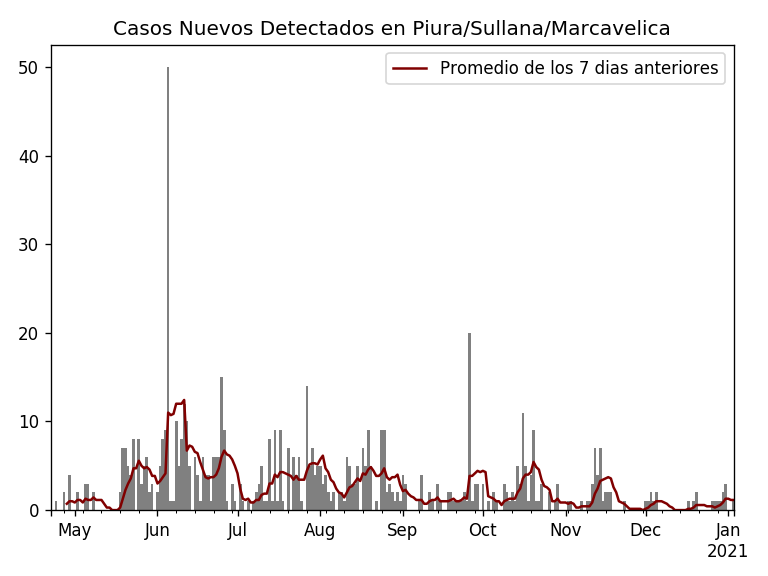 Casos Nuevos Detectados en Piura/Sullana/Marcavelica
Promedio de los 7 dias anteriores
50
40
30
20
10
0
May Jun Jul Aug Sep Oct Nov Dec Jan
2021